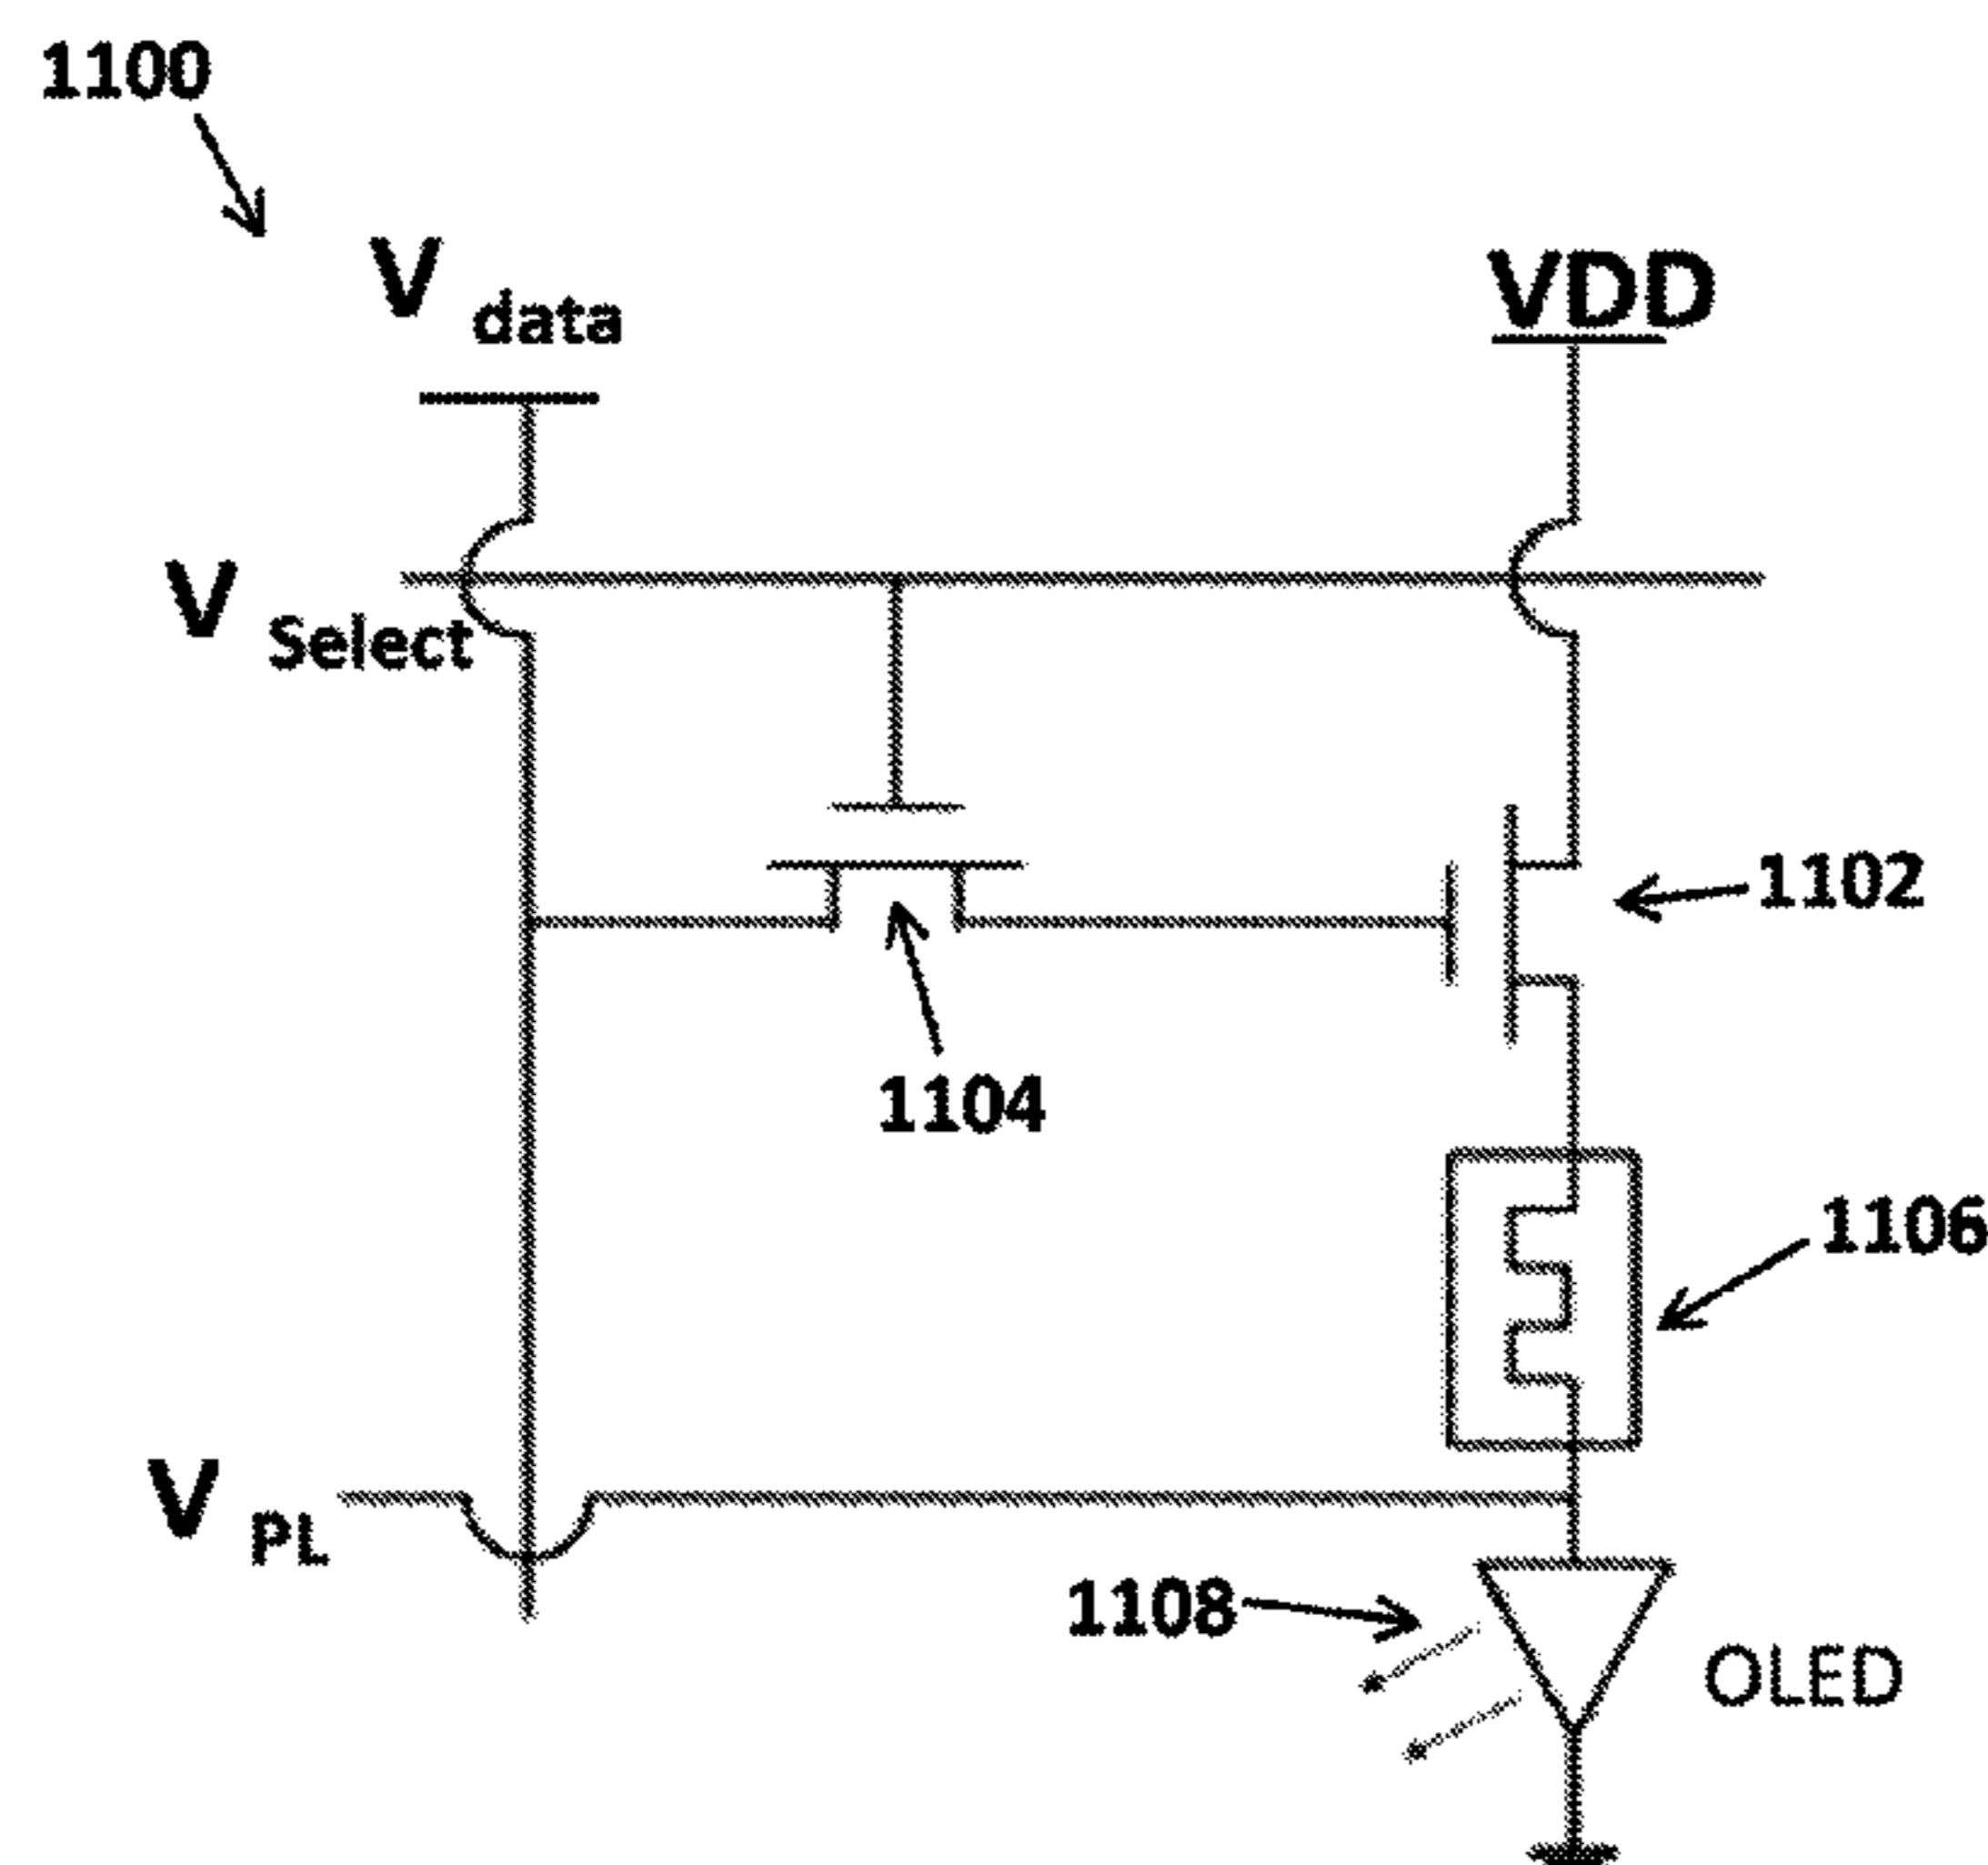 1100
V data
VDD
V Select
1102
1104
1106
V PL
1108
OLED